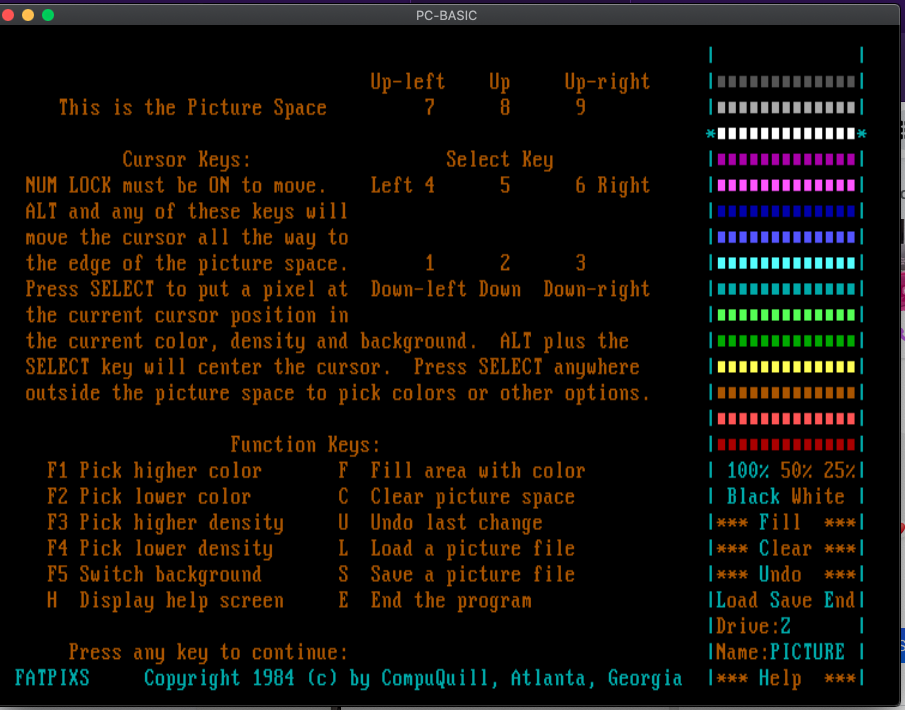 PC-BASIC
Up-left Up Up-right
This is the Picture Space 7 8 9
Cursor Keys: Select Key
NUM LOCK must be ON to move. Left 4 5 6 Right
ALT and any of these keys will
move the cursor all the way to
the edge of the picture space. 1 2 3
Press SELECT to put a pixel at Down-left Down Down-right
the current cursor position in
the current color, density and background. ALT plus the
SELECT key will center the cursor. Press SELECT anywhere
outside the picture space to pick colors or other options.
Function Keys:
F1 Pick higher color F Fill area with color
F2 Pick lower color C Clear picture space
F3 Pick higher density U Undo last change
F4 Pick lower density L Load a picture file
F5 Switch background S Save a picture file
H Display help screen E End the program
Press any key to continue:
FATPIXS Copyright 1984 (c) by CompuQuill, Atlanta, Georgia
* *
100% 50% 25%
Black White
*** Fill ***
*** Clear ***
*** Undo ***
Load Save End
Drive:Z
Name:PICTURE
*** Help ***